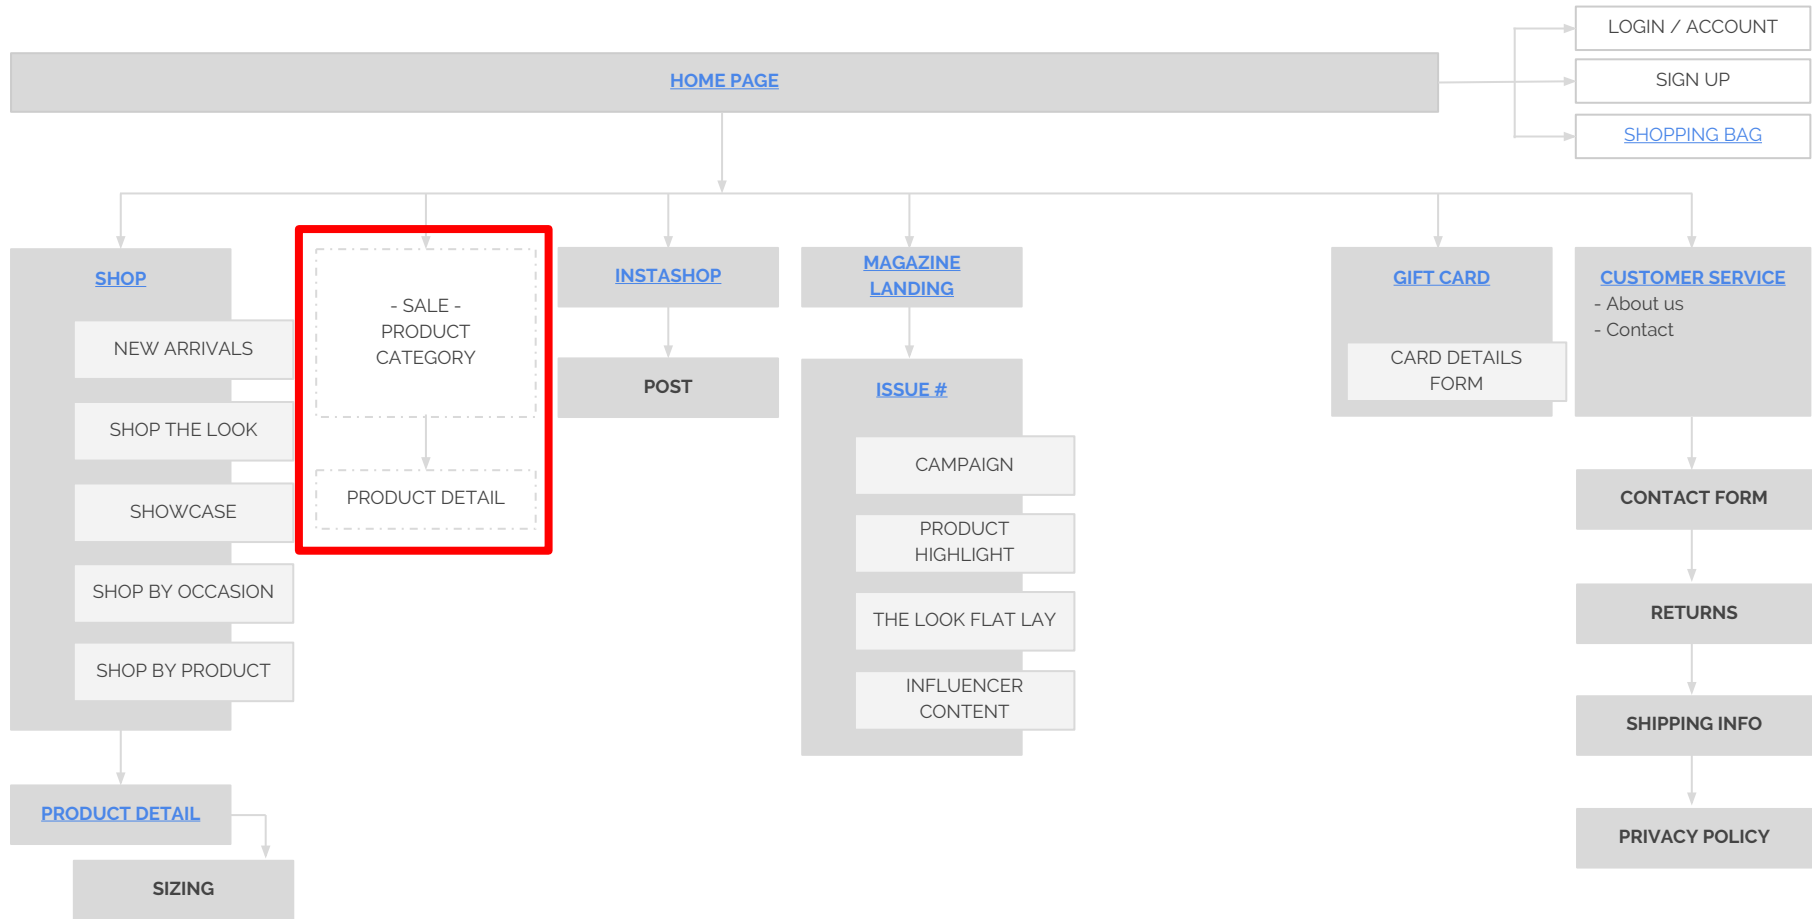 LOGIN / ACCOUNT
HOME PAGE
SIGN UP
SHOPPING BAG
SHOP
NEW ARRIVALS
SHOP THE LOOK
SHOWCASE
SHOP BY OCCASION
SHOP BY PRODUCT
PRODUCT DETAIL
SIZING
- SALE -
PRODUCT
CATEGORY
PRODUCT DETAIL
INSTASHOP
POST
MAGAZINE
LANDING
ISSUE #
CAMPAIGN
PRODUCT
HIGHLIGHT
THE LOOK FLAT LAY
INFLUENCER
CONTENT
GIFT CARD
CARD DETAILS
FORM
CUSTOMER SERVICE
- About us
- Contact
CONTACT FORM
RETURNS
SHIPPING INFO
PRIVACY POLICY